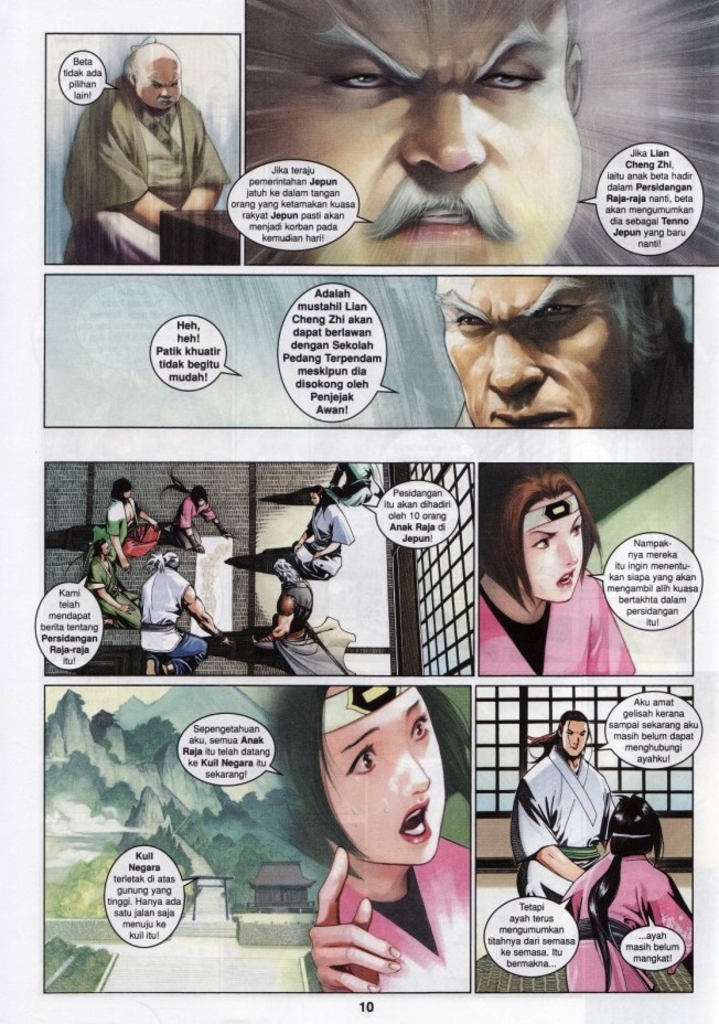 Beta
tidak ada
pilihan
lain!
Jika teraju
pemerintahan Jepun
jatuh ke dalam tangan
orang yang ketamakan kuasa
rakyat Jepun pasti akan
menjadi korban pada
kemudian hari!
Jika Lian
Cheng Zhi,
iaitu anak beta hadir
dalam Persidangan
Raja-raja nanti, beta
akan mengumumkan
dia sebagai Tenno
Jepun yang baru
nanti!
Heh,
heh!
Patik khuatir
tidak begitu
mudah!
Adalah
mustahil Lian
Cheng Zhi akan
dapat berlawan
dengan Sekolah
Pedang Terpendam
meskipun dia
disokong oleh
Penjejak
Awan!
Kami
telah
mendapat
berita tentang
Persidangan
Raja-raja
itu!
Pesidangan
itu akan dihadiri
oleh 10 orang
Anak Raja di
Jepun!
Nampak-
nya mereka
itu ingin menentu-
kan siapa yang akan
mengambil alih kuasa
bertakhta dalam
persidangan
itu!
Sepengetahuan
aku, semua Anak
Raja itu telah datang
ke Kuil Negara itu
sekarang!
Kuil
Negara
terletak di atas
gunung yang
tinggi. Hanya ada
satu jalan saja
menuju ke
kuil itu!
Aku amat
gelisah kerana
sampai sekarang aku
masih belum dapat
menghubungi
ayahku!
Tetapi
ayah terus
mengumumkan
titahnya dari semasa
ke semasa. Itu
bermakna...
...ayah
masih belum
mangkat!
10